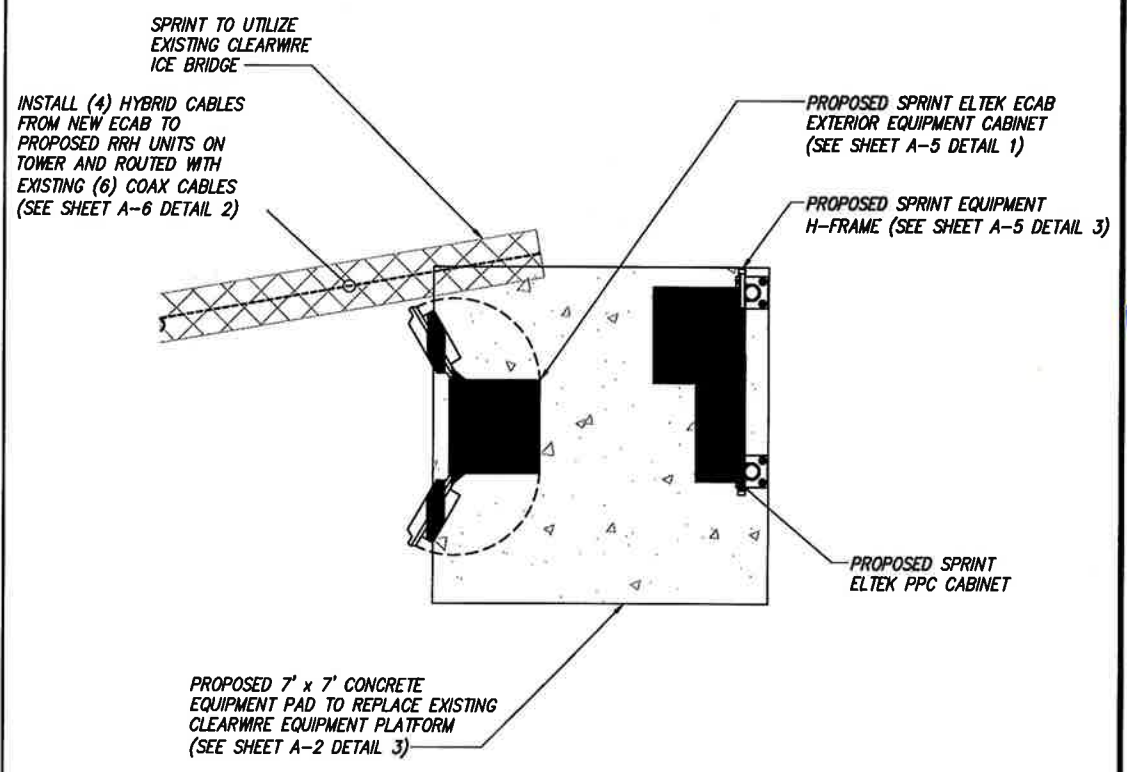 SPRINT TO UTILIZE
EXISTING CLEARWIRE
ICE BRIDGE
INSTALL (4) HYBRID CABLES
FROM NEW ECAB TO
PROPOSED RRH UNITS ON
TOWER AND ROUTED WITH
EXISTING (6) COAX CABLES
(SEE SHEET A-6 DETAIL 2)
PROPOSED SPRINT ELTEK ECAB
EXTERIOR EQUIPMENT CABINET
(SEE SHEET A-5 DETAIL 1)
PROPOSED SPRINT EQUIPMENT
H-FRAME (SEE SHEET A-5 DETAIL 3)
PROPOSED SPRINT
ELTEK PPC CABINET
PROPOSED 7' x 7' CONCRETE
EQUIPMENT PAD TO REPLACE EXISTING
CLEARWIRE EQUIPMENT PLATFORM
(SEE SHEET A-2 DETAIL 3)